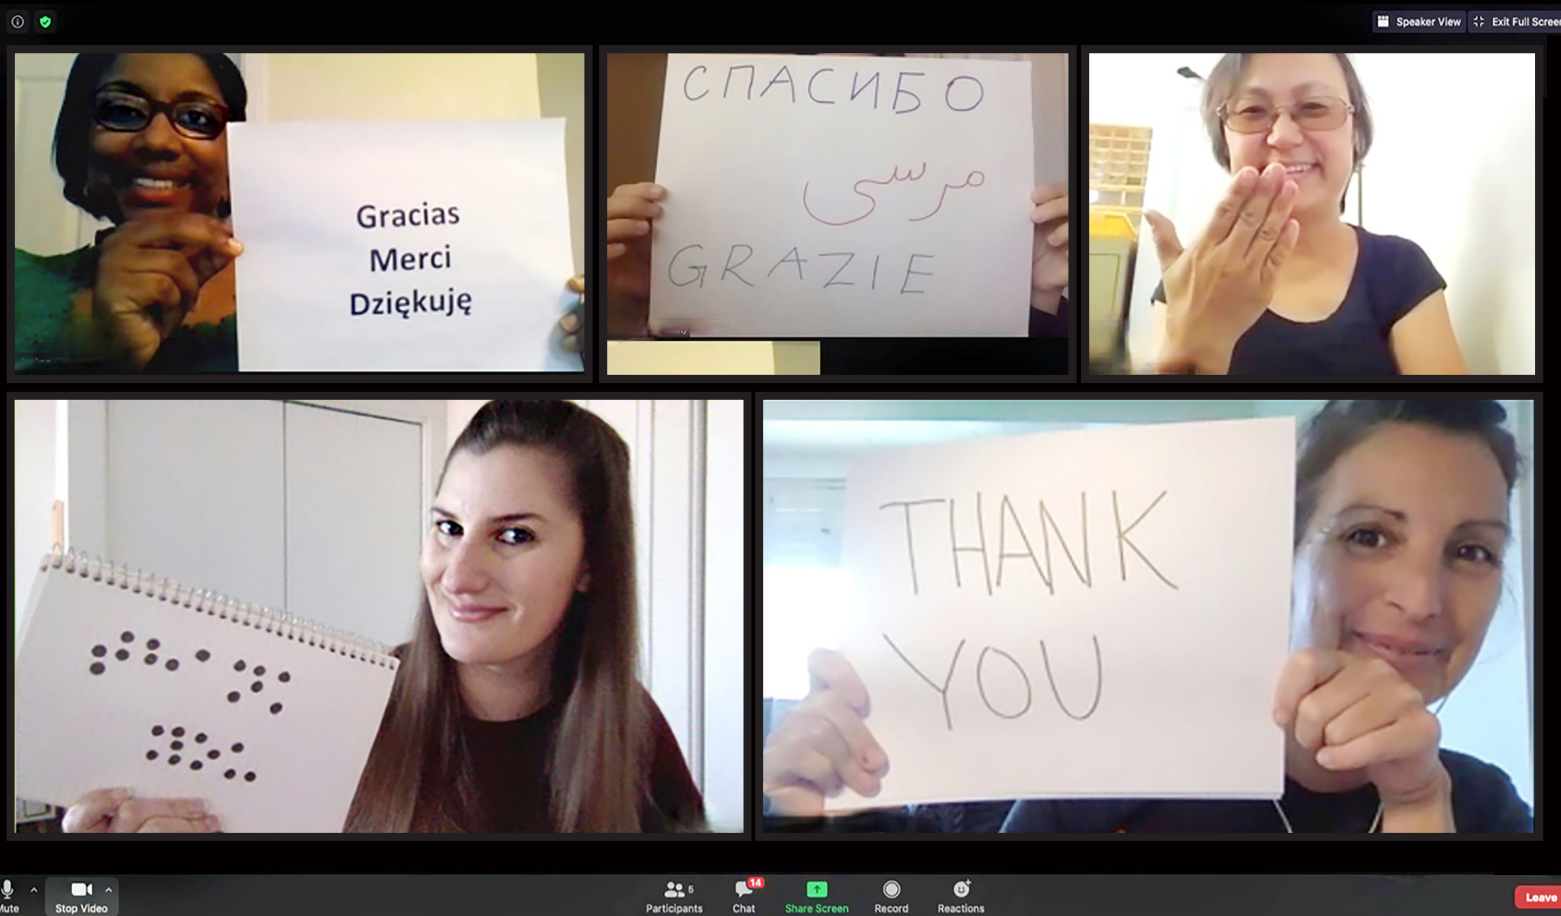 Speaker View Exit Full Screen
Gracias
Merci
Dziękuję
СПАСИБО
مرسی
GRAZIE
⠞⠓⠁⠝⠅
⠽⠕⠥
THANK
YOU
Mute Stop Video Participants 5 Chat 14 Share Screen Record Reactions Leave